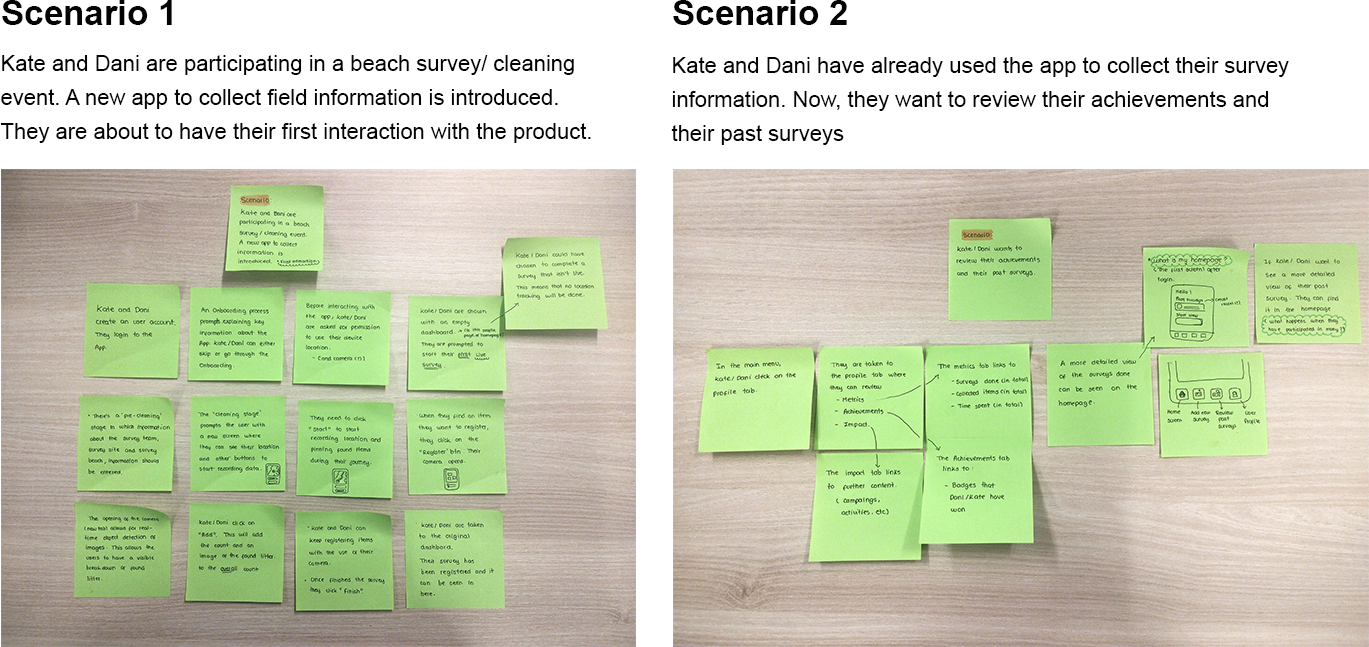 Scenario 1
Kate and Dani are participating in a beach survey/ cleaning
event. A new app to collect field information is introduced.
They are about to have their first interaction with the product.
Scenario:
Kate and Dani are
participating in a beach
survey / cleaning event.
A new app to collect
information is
introduced. (First interaction)
Kate / Dani could have
chosen to complete a
survey that isn't live.
This means that no location
tracking will be done.
Kate and Dani
create an user account.
They login to the
App.
An Onboarding process
prompts explaining key
information about the
App. Kate/Dani can either
skip or go through the
Onboarding.
Before interacting with
the app, Kate/Dani
are asked for permission
to use their device
location.
- (and camera (?))
Kate/Dani are shown
with an empty
dashboard.
They are prompted to
start their first live
survey.
• There's a "pre-cleaning"
stage in which information
about the survey team,
survey site and survey
beach, information should
be entered.
The "cleaning stage"
prompts the user with
a new screen where
they can see their location
and other buttons to
start recording data.
They need to click
"start" to start
recording location and
pinning found items
during that journey.
When they find an item
they want to register,
they click on the
"Register" btn. Their
camera opens.
The opening of the camera
(new tab) allows for real-
time object detection of
images. This allows the
users to have a visible
breakdown of found
litter.
Kate/Dani click on
"Add". This will add
the count and an
image of the found litter
to the overall count
• Kate and Dani can
keep registering items
with the use of their
camera.
• Once finished the survey
they click "Finish".
• Kate/Dani are taken
to the original
dashboard.
Their survey has
been registered and it
can be seen in
here.
Scenario 2
Kate and Dani have already used the app to collect their survey
information. Now, they want to review their achievements and
their past surveys
Scenario:
Kate / Dani wants to
review their achievements
and their past surveys.
"What is my homepage?"
(The first screen) after
login.
Hello!
If Kate/ Dani want to
see a more detailed
view of their past
survey. They can find
it in the homepage
(what happens when they
have participated in many?)
In the main menu,
Kate/ Dani click on the
profile tab.
They are taken to
the profile tab where
they can review
- Metrics
- Achievements
- Impact.
The metrics tab links to
- Surveys done (in total)
- Collected items (in total)
- Time spent (in total)
A more detailed view
of the surveys done
can be seen on the
homepage.
Home
screen
Add new
survey
Review
past
surveys
User
Profile
The impact tab links
to further content.
( campaings,
activities, etc)
The Achievements tab
links to:
- Badges that
Dani/Kate have
won